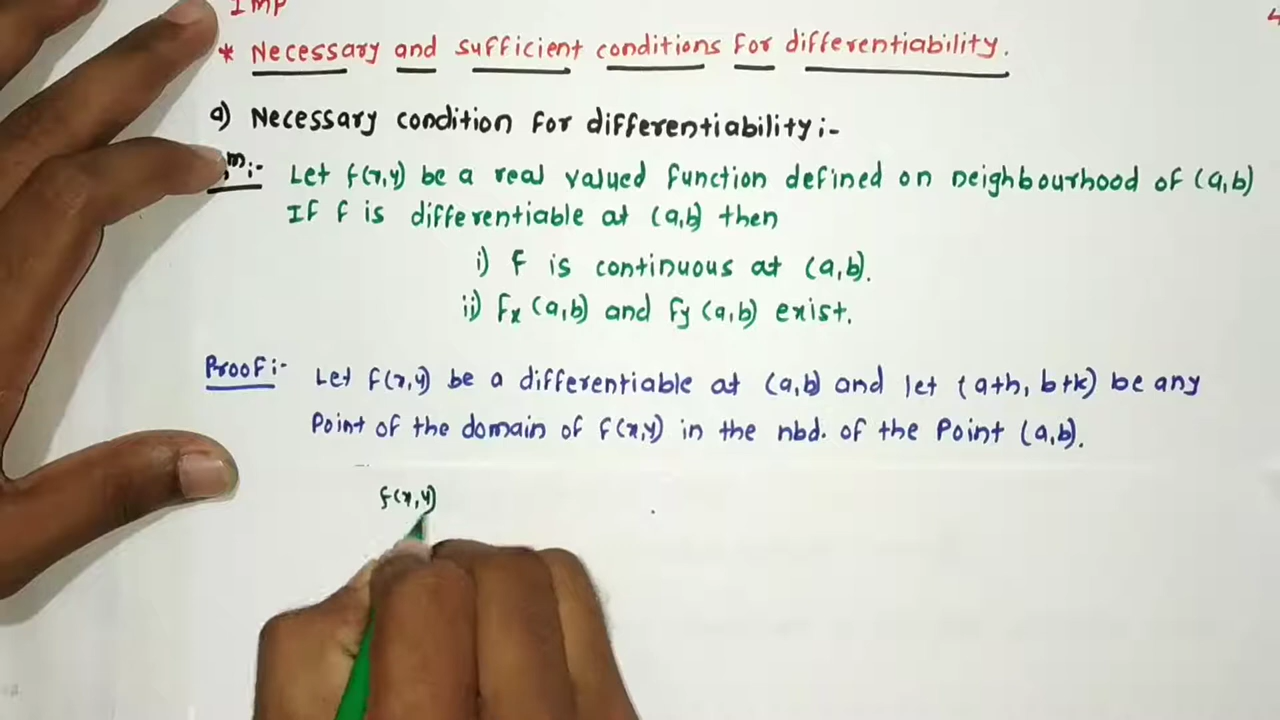 IMP
* Necessary and sufficient conditions for differentiability.
a) Necessary condition for differentiability :-
m :- Let f(x,y) be a real valued function defined on neighbourhood of (a,b)
If f is differentiable at (a,b) then
i) f is continuous at (a,b).
ii) fx (a,b) and fy (a,b) exist.
Proof :- Let f(x,y) be a differentiable at (a,b) and let (a+h, b+k) be any
Point of the domain of f(x,y) in the nbd. of the Point (a,b).
f(x,y)